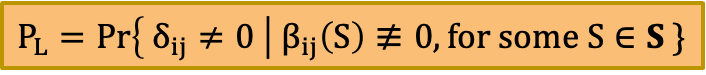 P_L = Pr{ δ_ij ≠ 0 | β_ij(S) ≢ 0, for some S ∈ **S** }